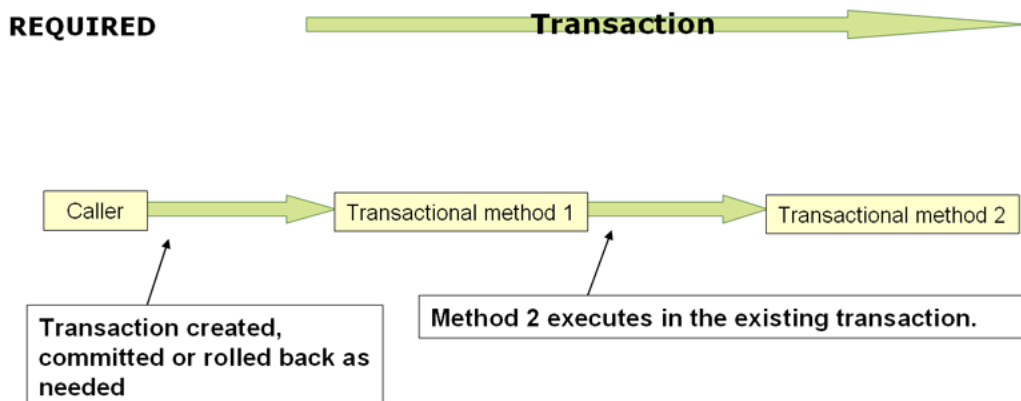 REQUIRED
Transaction
Caller
Transactional method 1
Transactional method 2
Transaction created,
committed or rolled back as
needed
Method 2 executes in the existing transaction.